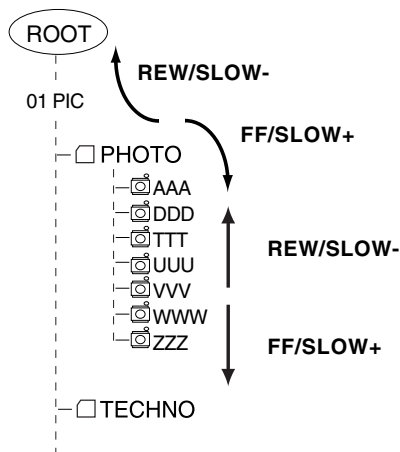 ROOT
REW/SLOW-
01 PIC
FF/SLOW+
PHOTO
AAA
DDD
TTT
UUU
VVV
WWW
ZZZ
REW/SLOW-
FF/SLOW+
TECHNO